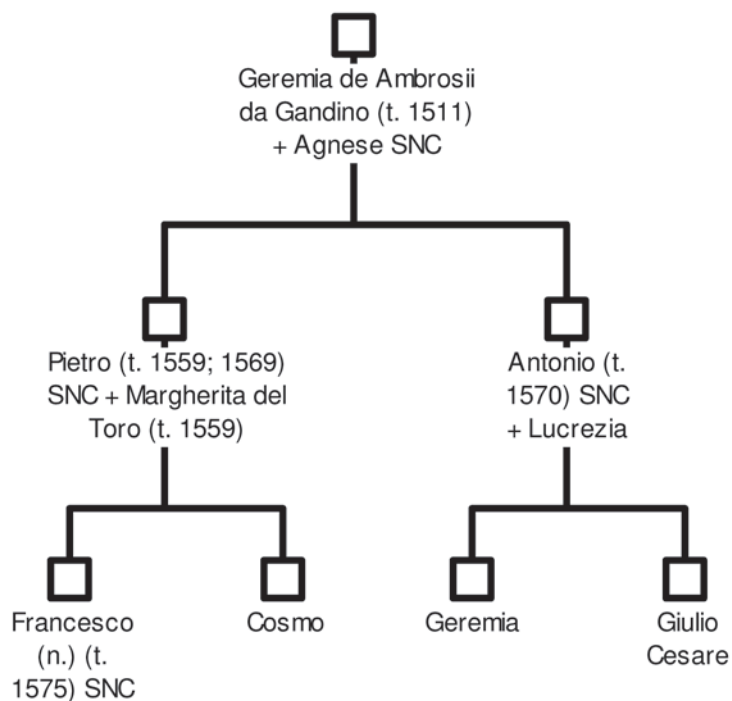 Geremia de Ambrosii
da Gandino (t. 1511)
+ Agnese SNC
Pietro (t. 1559; 1569)
SNC + Margherita del
Toro (t. 1559)
Antonio (t.
1570) SNC
+ Lucrezia
Francesco
(n.) (t.
1575) SNC
Cosmo
Geremia
Giulio
Cesare